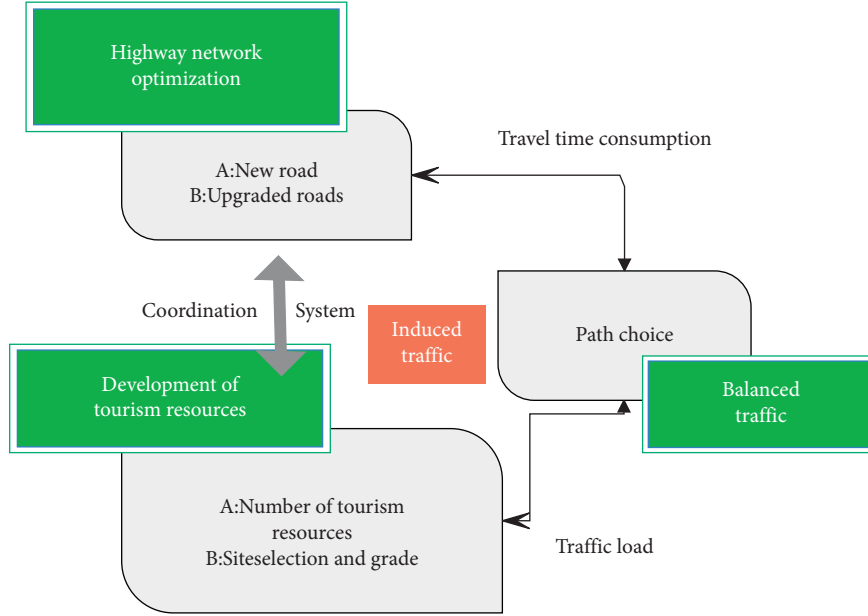 Highway network
optimization
A:New road
B:Upgraded roads
Travel time consumption
Coordination
System
Induced
traffic
Path choice
Development of
tourism resources
Balanced
traffic
A:Number of tourism
resources
B:Siteselection and grade
Traffic load